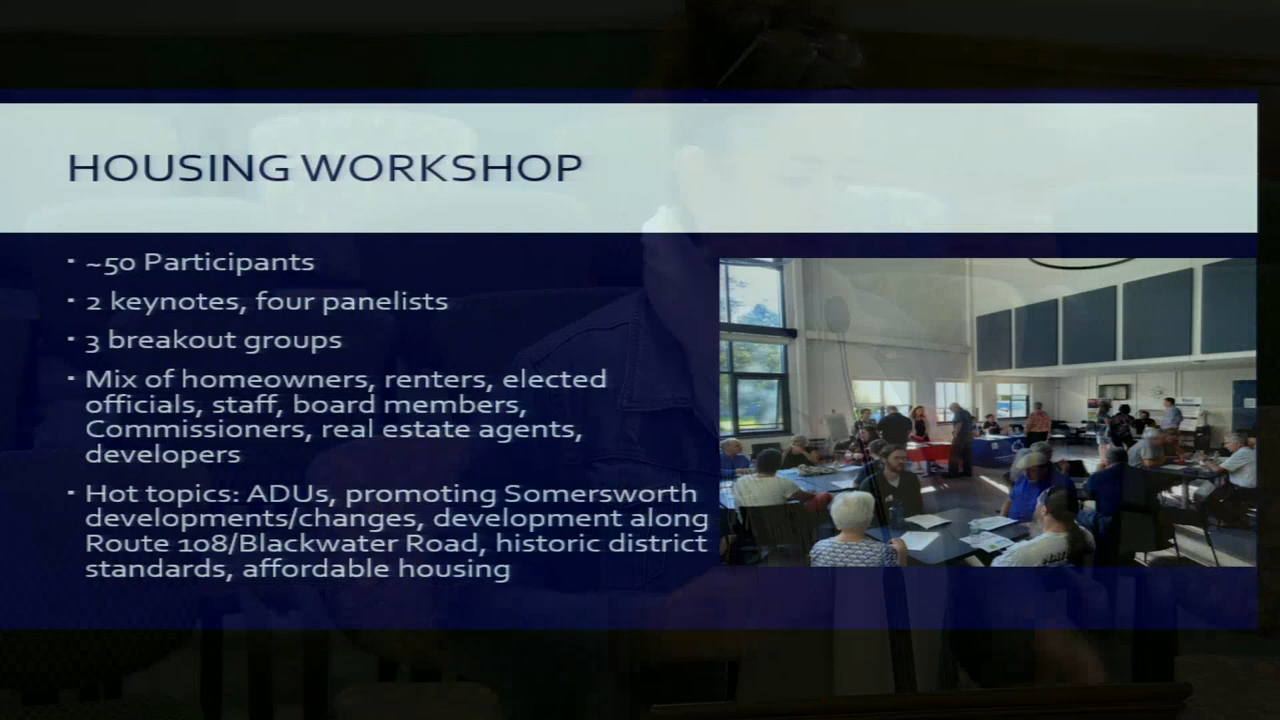 HOUSING WORKSHOP
▪ ~50 Participants
▪ 2 keynotes, four panelists
▪ 3 breakout groups
▪ Mix of homeowners, renters, elected
officials, staff, board members,
Commissioners, real estate agents,
developers
▪ Hot topics: ADUs, promoting Somersworth
developments/changes, development along
Route 108/Blackwater Road, historic district
standards, affordable housing